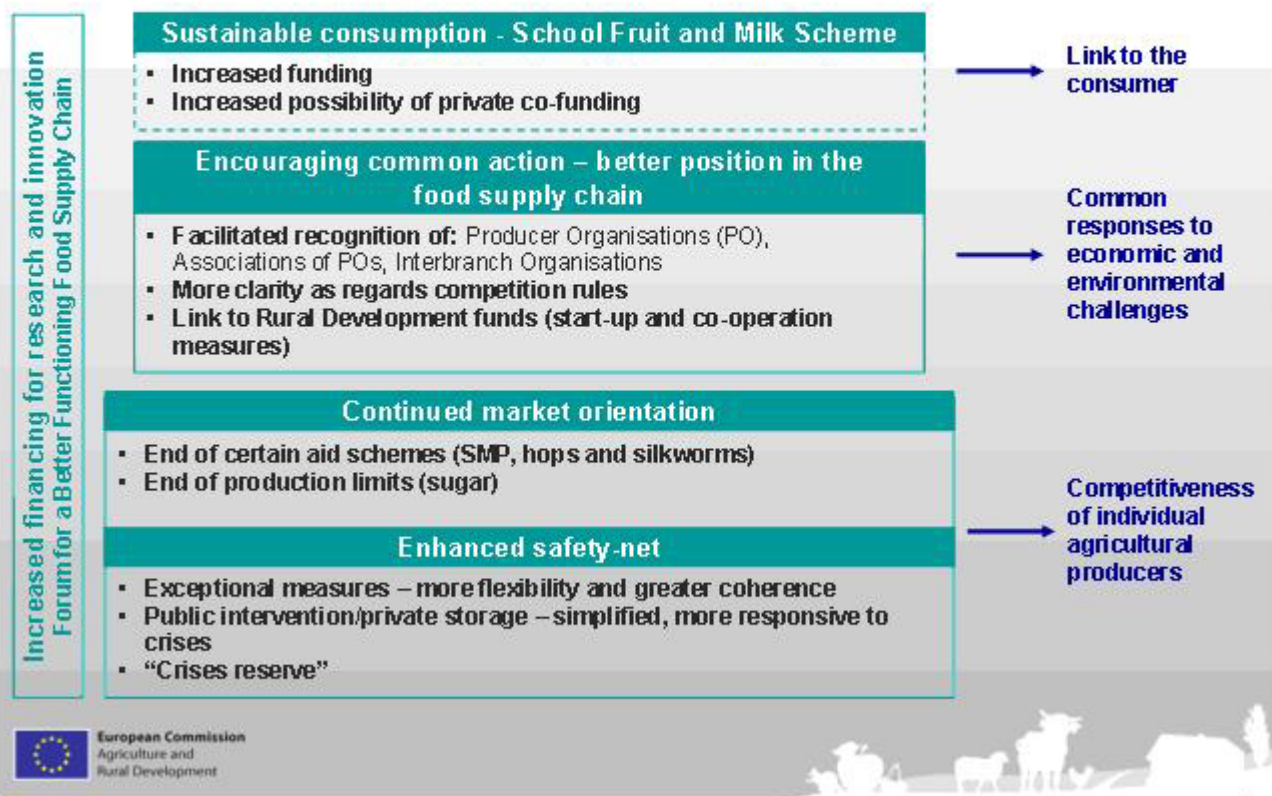 Increased financing for research and innovation
Forum for a Better Functioning Food Supply Chain
Sustainable consumption - School Fruit and Milk Scheme
▪ Increased funding
▪ Increased possibility of private co-funding
Link to the
consumer
Encouraging common action – better position in the
food supply chain
▪ Facilitated recognition of: Producer Organisations (PO),
Associations of POs, Interbranch Organisations
▪ More clarity as regards competition rules
▪ Link to Rural Development funds (start-up and co-operation
measures)
Common
responses to
economic and
environmental
challenges
Continued market orientation
▪ End of certain aid schemes (SMP, hops and silkworms)
▪ End of production limits (sugar)
Enhanced safety-net
▪ Exceptional measures – more flexibility and greater coherence
▪ Public intervention/private storage – simplified, more responsive to
crises
▪ “Crises reserve”
Competitiveness
of individual
agricultural
producers
European Commission
Agriculture and
Rural Development